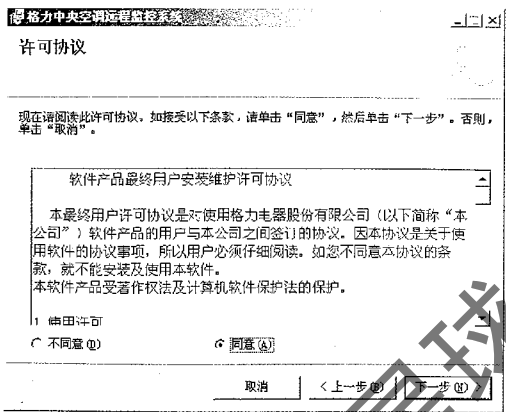 格力中央空调远程监控系统
许可协议
现在请阅读此许可协议。如接受以下条款，请单击“同意”，然后单击“下一步”。否则，
单击“取消”。
软件产品最终用户安装维护许可协议
本最终用户许可协议是对使用格力电器股份有限公司（以下简称“本
公司”）软件产品的用户与本公司之间签订的协议。因本协议是关于使
用软件的协议事项，所以用户必须仔细阅读。如您不同意本协议的条
款，就不能安装及使用本软件。
本软件产品受著作权法及计算机软件保护法的保护。
1 使用许可
不同意(D)
同意(A)
取消
<上一步(B)
下一步(N)>
球